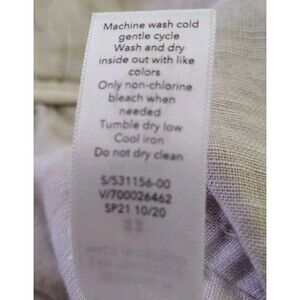 Machine wash cold
gentle cycle
Wash and dry
inside out with like
colors
Only non-chlorine
bleach when
needed
Tumble dry low
Cool iron
Do not dry clean
S/531156-00
V/700026462
SP21 10/20